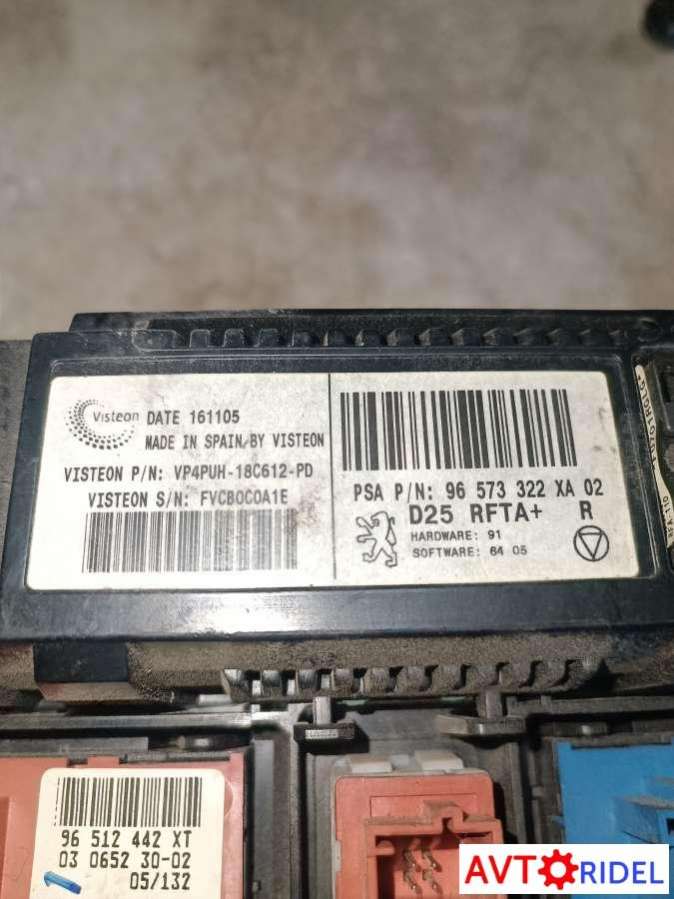 Visteon DATE 161105
MADE IN SPAIN BY VISTEON
VISTEON P/N: VP4PUH-18C612-PD
VISTEON S/N: FVCB0C0A1E
PSA P/N: 96 573 322 XA 02
D25 RFTA+ R
HARDWARE: 91
SOFTWARE: 64 05
96 512 442 XT
03 0652 30-02
05/132
AVTORIDEL